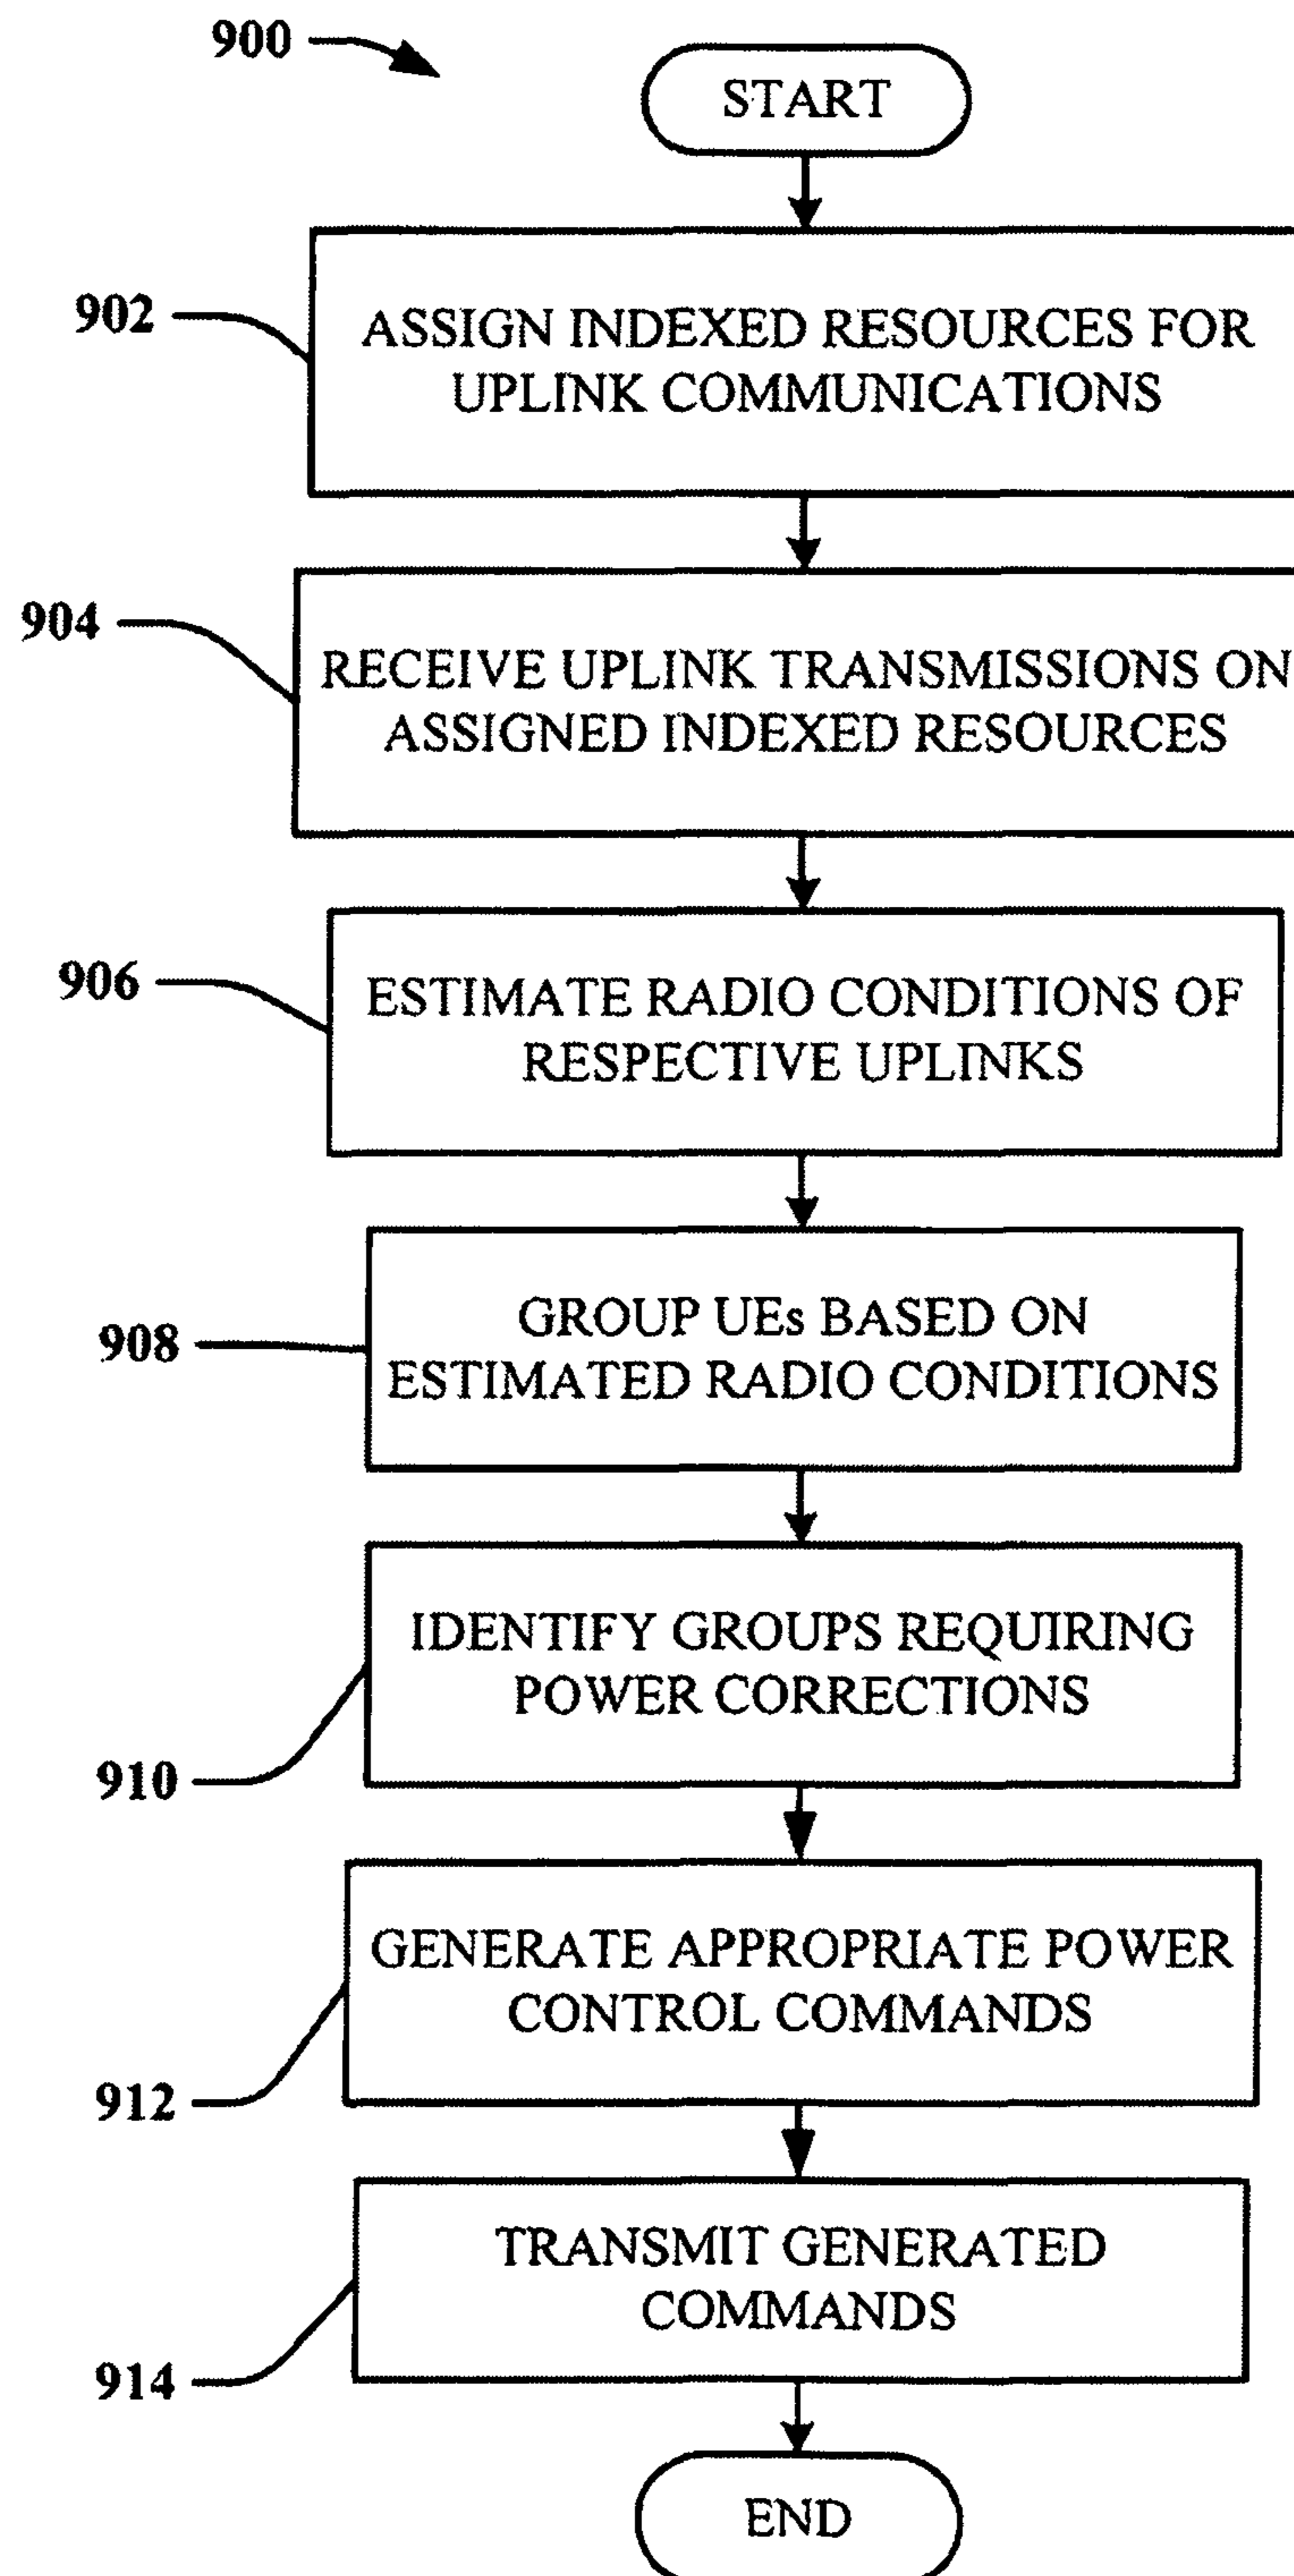 900
START
902
ASSIGN INDEXED RESOURCES FOR
UPLINK COMMUNICATIONS
904
RECEIVE UPLINK TRANSMISSIONS ON
ASSIGNED INDEXED RESOURCES
906
ESTIMATE RADIO CONDITIONS OF
RESPECTIVE UPLINKS
908
GROUP UEs BASED ON
ESTIMATED RADIO CONDITIONS
910
IDENTIFY GROUPS REQUIRING
POWER CORRECTIONS
912
GENERATE APPROPRIATE POWER
CONTROL COMMANDS
914
TRANSMIT GENERATED
COMMANDS
END